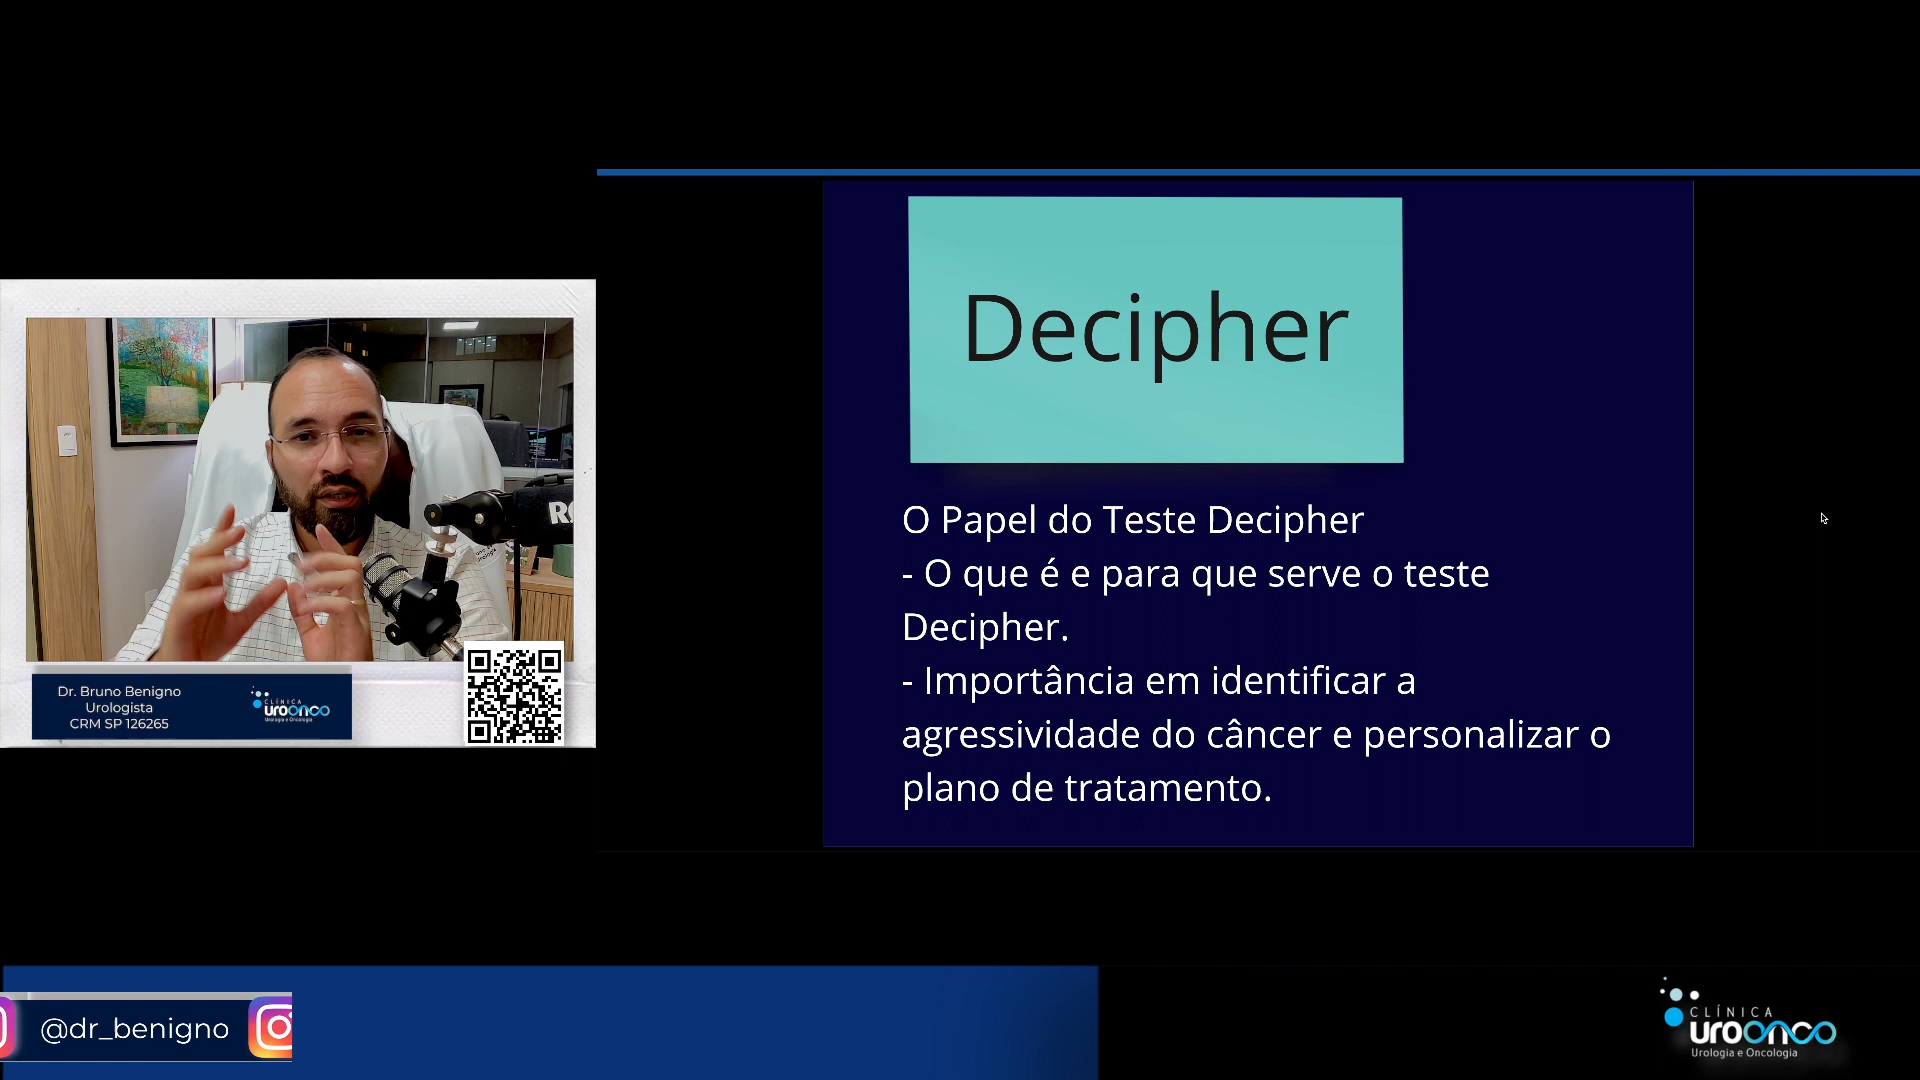 Decipher
O Papel do Teste Decipher
- O que é e para que serve o teste
Decipher.
- Importância em identificar a
agressividade do câncer e personalizar o
plano de tratamento.
Dr. Bruno Benigno
Urologista
CRM SP 126265
CLÍNICA
uroonco
Urologia e Oncologia
@dr_benigno
CLÍNICA
uroonco
Urologia e Oncologia